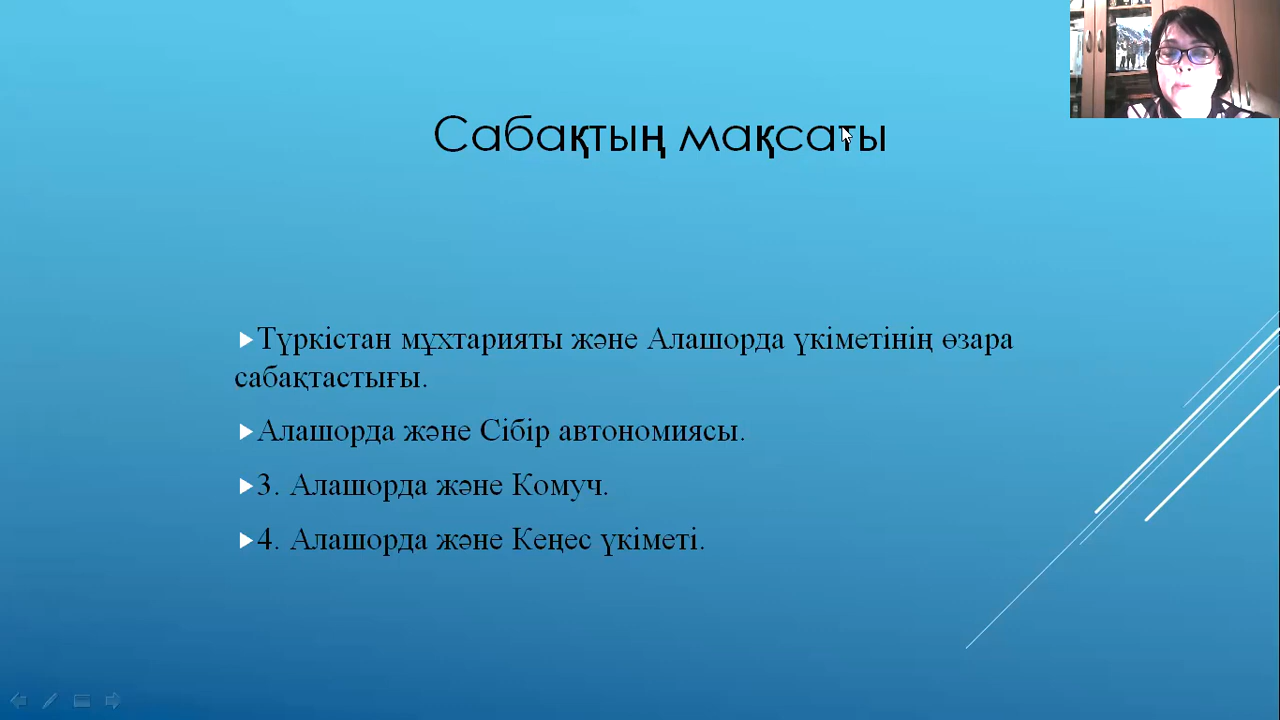 Сабақтың мақсаты
Түркістан мұхтарияты және Алашорда үкіметінің өзара
сабақтастығы.
Алашорда және Сібір автономиясы.
3. Алашорда және Комуч.
4. Алашорда және Кеңес үкіметі.